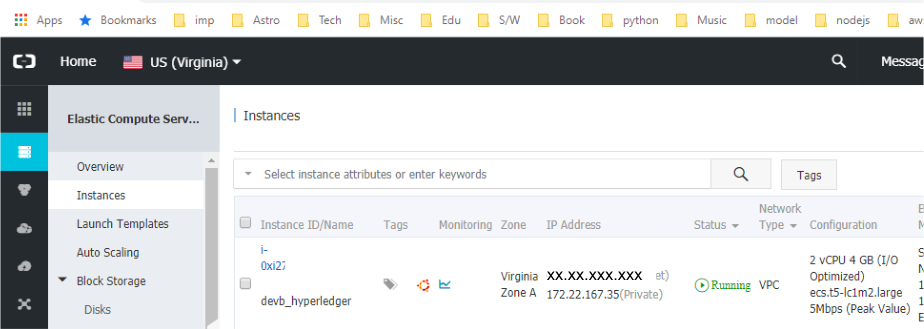 Apps Bookmarks imp Astro Tech Misc Edu S/W Book python Music model nodejs aw
Home US (Virginia) Messag
Elastic Compute Serv...
Instances
Overview
Select instance attributes or enter keywords Tags
Instances
Launch Templates
Instance ID/Name Tags Monitoring Zone IP Address Status Network Type Configuration
Auto Scaling
i-
0xi27
Block Storage
Disks
devb_hyperledger
Virginia
Zone A
XX.XX.XXX.XXX et)
172.22.167.35(Private)
Running
VPC
2 vCPU 4 GB (I/O
Optimized)
ecs.t5-lc1m2.large
5Mbps (Peak Value)